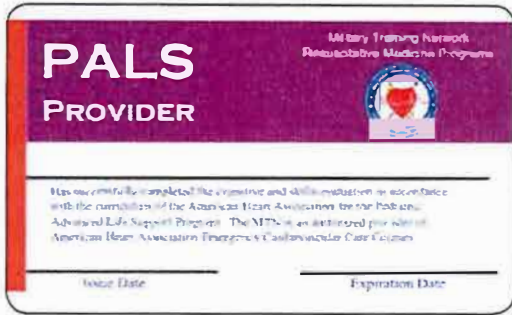 PALS
PROVIDER
Military Training Network
Resuscitative Medicine Programs
Has successfully completed the cognitive and skills evaluation in accordance
with the curriculum of the American Heart Association for the Pediatric
Advanced Life Support Program. The MTN is an authorized provider of
American Heart Association Emergency Cardiovascular Care Courses
Issue Date
Expiration Date